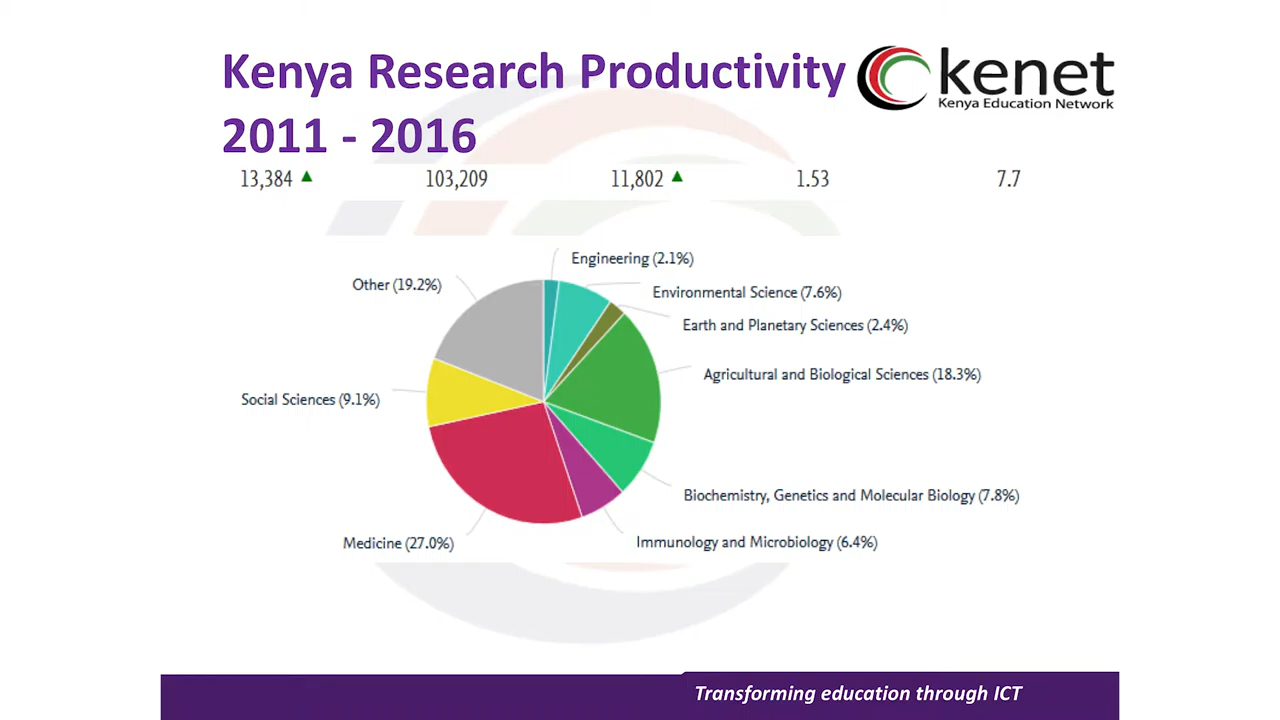 Kenya Research Productivity
2011 - 2016
kenet
Kenya Education Network
13,384 103,209 11,802 1.53 7.7
Engineering (2.1%)
Other (19.2%)
Environmental Science (7.6%)
Earth and Planetary Sciences (2.4%)
Agricultural and Biological Sciences (18.3%)
Social Sciences (9.1%)
Biochemistry, Genetics and Molecular Biology (7.8%)
Medicine (27.0%)
Immunology and Microbiology (6.4%)
Transforming education through ICT